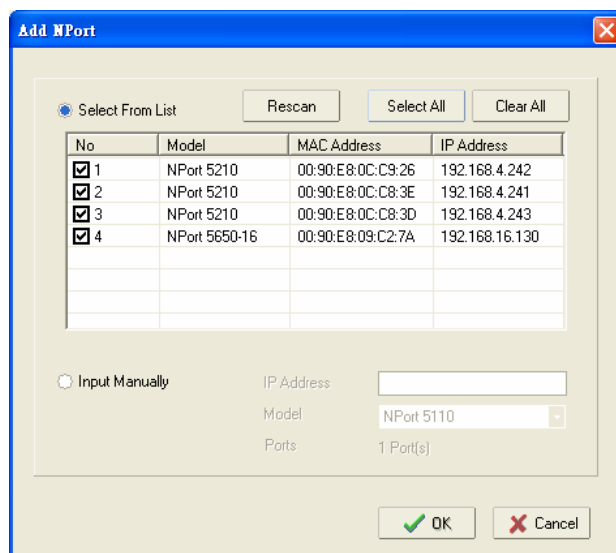 Add NPort
Select From List Rescan Select All Clear All
No Model MAC Address IP Address
1 NPort 5210 00:90:E8:0C:C9:26 192.168.4.242
2 NPort 5210 00:90:E8:0C:C8:3E 192.168.4.241
3 NPort 5210 00:90:E8:0C:C8:3D 192.168.4.243
4 NPort 5650-16 00:90:E8:09:C2:7A 192.168.16.130
Input Manually IP Address
Model NPort 5110
Ports 1 Port(s)
OK Cancel